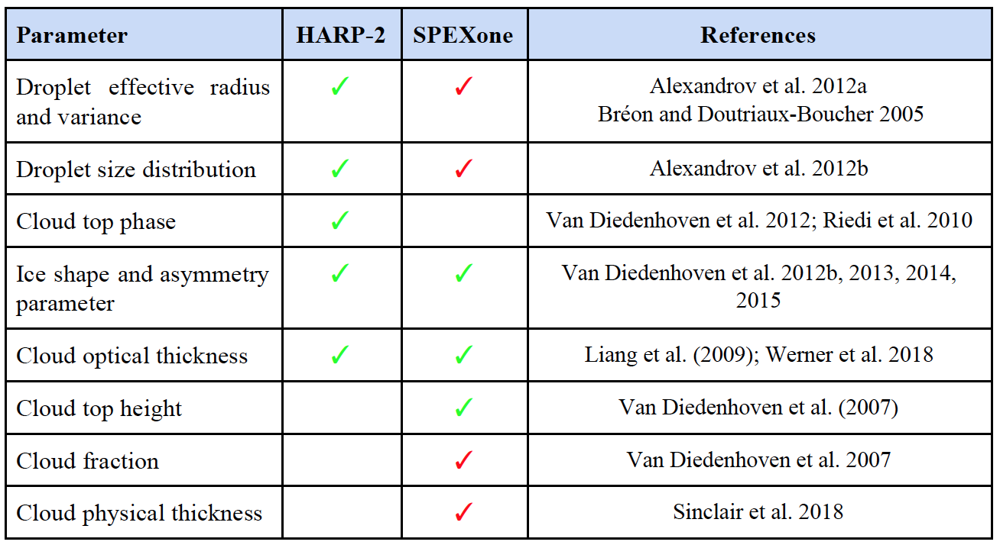 Parameter HARP-2 SPEXone References
Droplet effective radius
and variance
✓ ✓
Alexandrov et al. 2012a
Bréon and Doutriaux-Boucher 2005
Droplet size distribution ✓ ✓ Alexandrov et al. 2012b
Cloud top phase ✓ Van Diedenhoven et al. 2012; Riedi et al. 2010
Ice shape and asymmetry
parameter
✓ ✓
Van Diedenhoven et al. 2012b, 2013, 2014,
2015
Cloud optical thickness ✓ ✓ Liang et al. (2009); Werner et al. 2018
Cloud top height ✓ Van Diedenhoven et al. (2007)
Cloud fraction ✓ Van Diedenhoven et al. 2007
Cloud physical thickness ✓ Sinclair et al. 2018